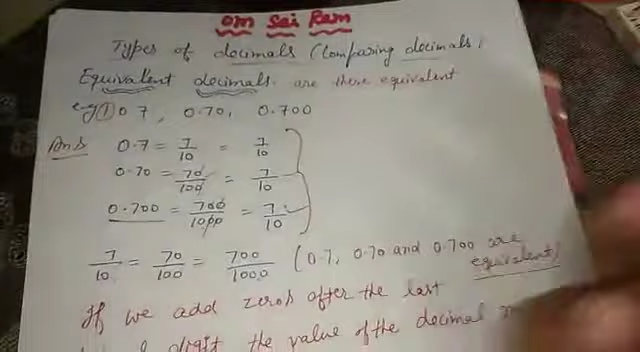 Om Sai Ram
Types of decimals (Comparing decimals,
Equivalent decimals. are these equivalent
eg ① 0.7, 0.70, 0.700
Ans 0.7 = 7/10 = 7/10
0.70 = 70/100 = 7/10
0.700 = 700/1000 = 7/10
7/10 = 70/100 = 700/1000 (0.7, 0.70 and 0.700 are
equivalent)
If we add zeros after the last
digit the value of the decimal